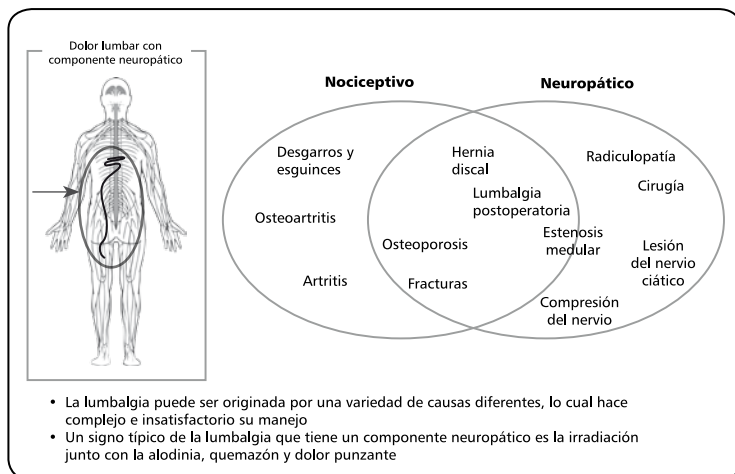 Dolor lumbar con
componente neuropático
Nociceptivo
Neuropático
Desgarros y
esguinces
Osteoartritis
Artritis
Hernia
discal
Lumbalgia
postoperatoria
Osteoporosis
Fracturas
Estenosis
medular
Compresión
del nervio
Radiculopatía
Cirugía
Lesión
del nervio
ciático
• La lumbalgia puede ser originada por una variedad de causas diferentes, lo cual hace
complejo e insatisfactorio su manejo
• Un signo típico de la lumbalgia que tiene un componente neuropático es la irradiación
junto con la alodinia, quemazón y dolor punzante